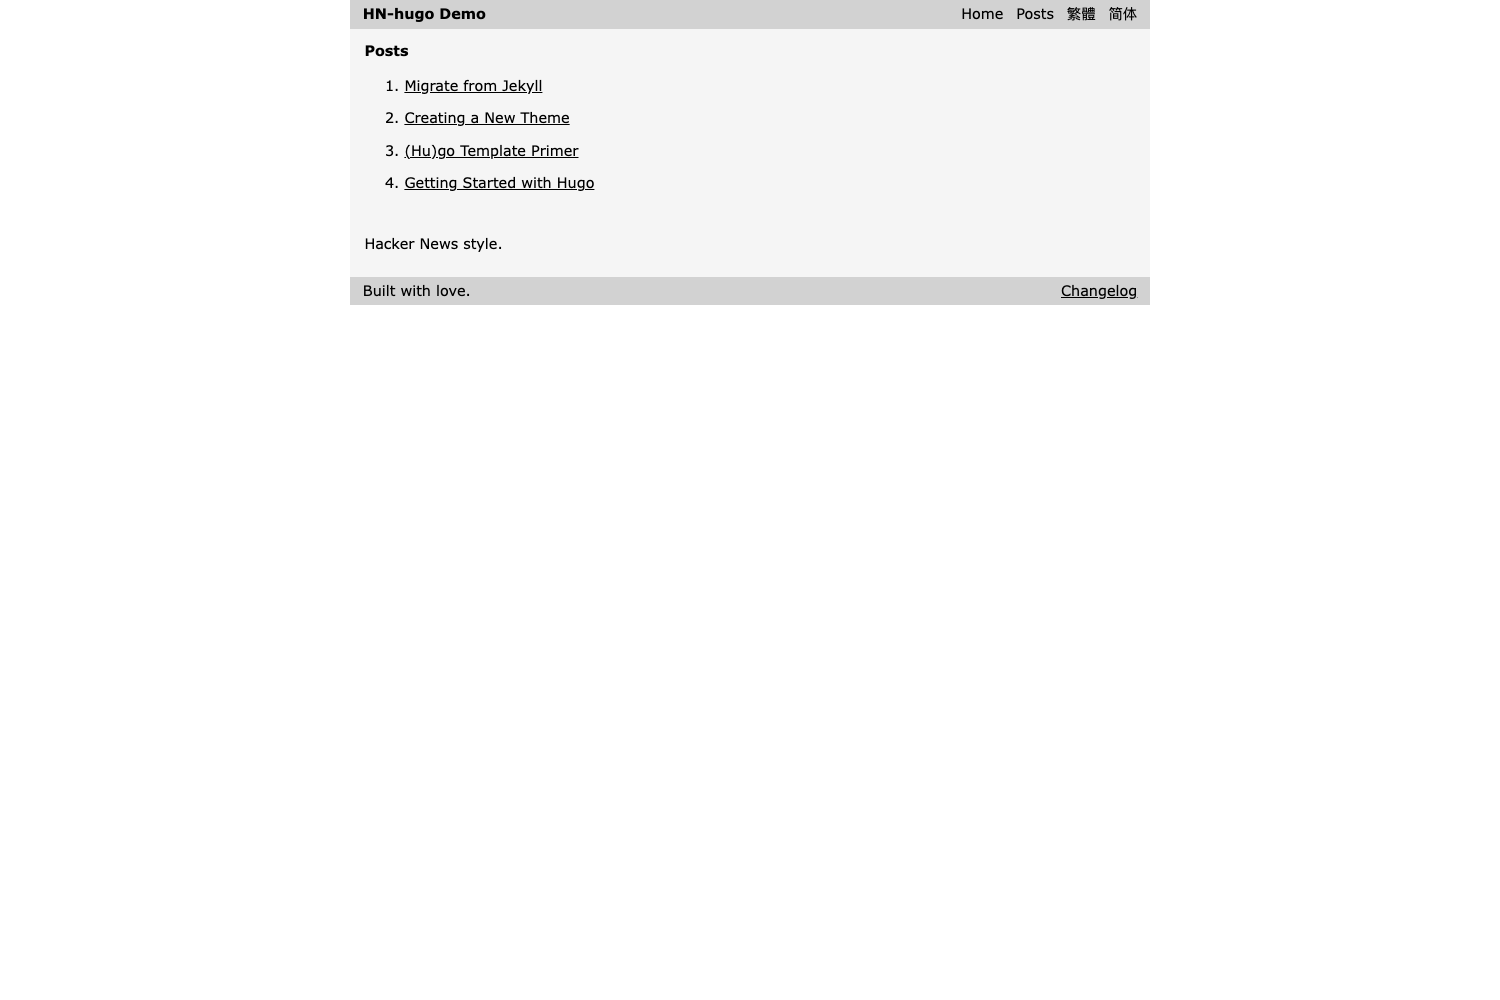 HN-hugo Demo Home Posts 繁體 简体
Posts
1. Migrate from Jekyll
2. Creating a New Theme
3. (Hu)go Template Primer
4. Getting Started with Hugo
Hacker News style.
Built with love. Changelog